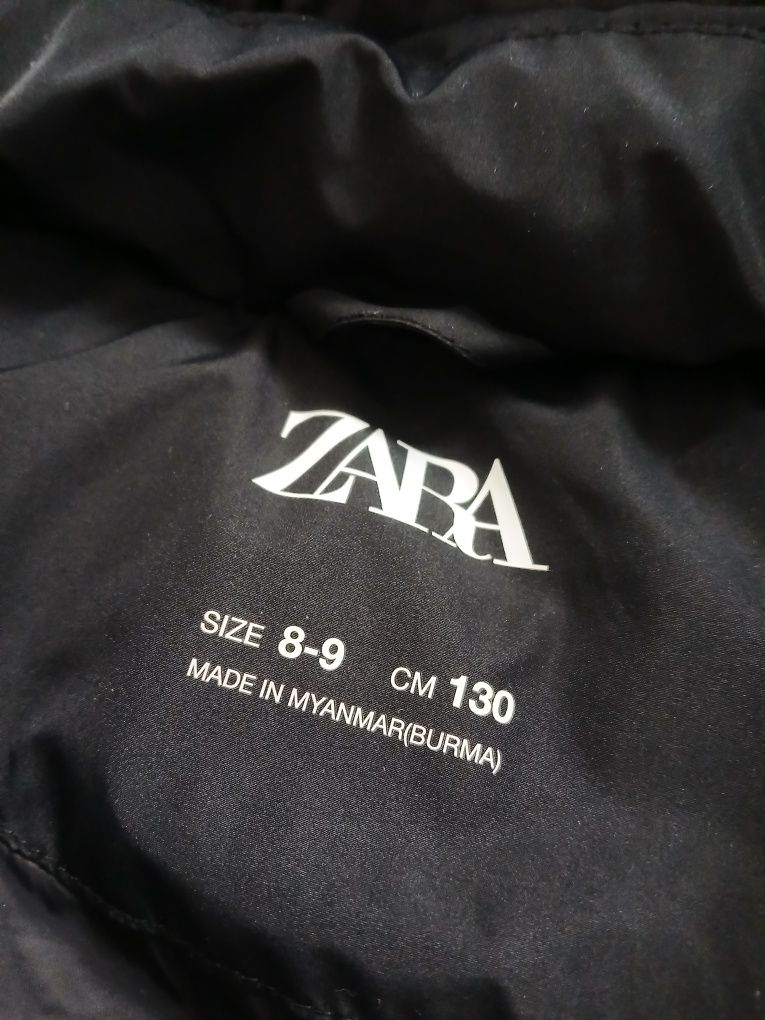 ZARA
SIZE 8-9 CM 130
MADE IN MYANMAR(BURMA)